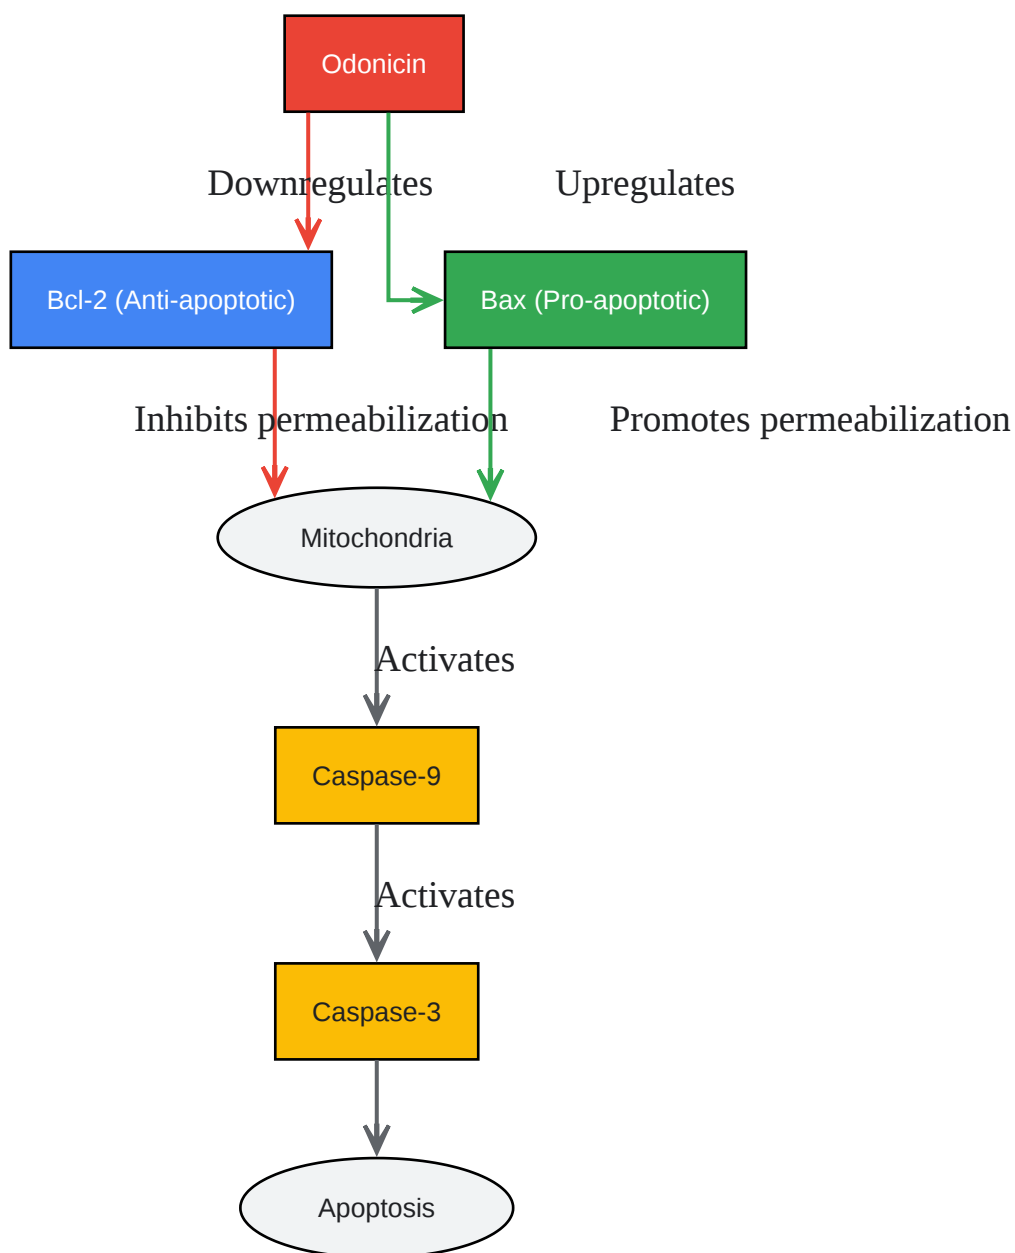 Odonicin
Downregulates
Upregulates
Bcl-2 (Anti-apoptotic)
Bax (Pro-apoptotic)
Inhibits permeabilization
Promotes permeabilization
Mitochondria
Activates
Caspase-9
Activates
Caspase-3
Apoptosis